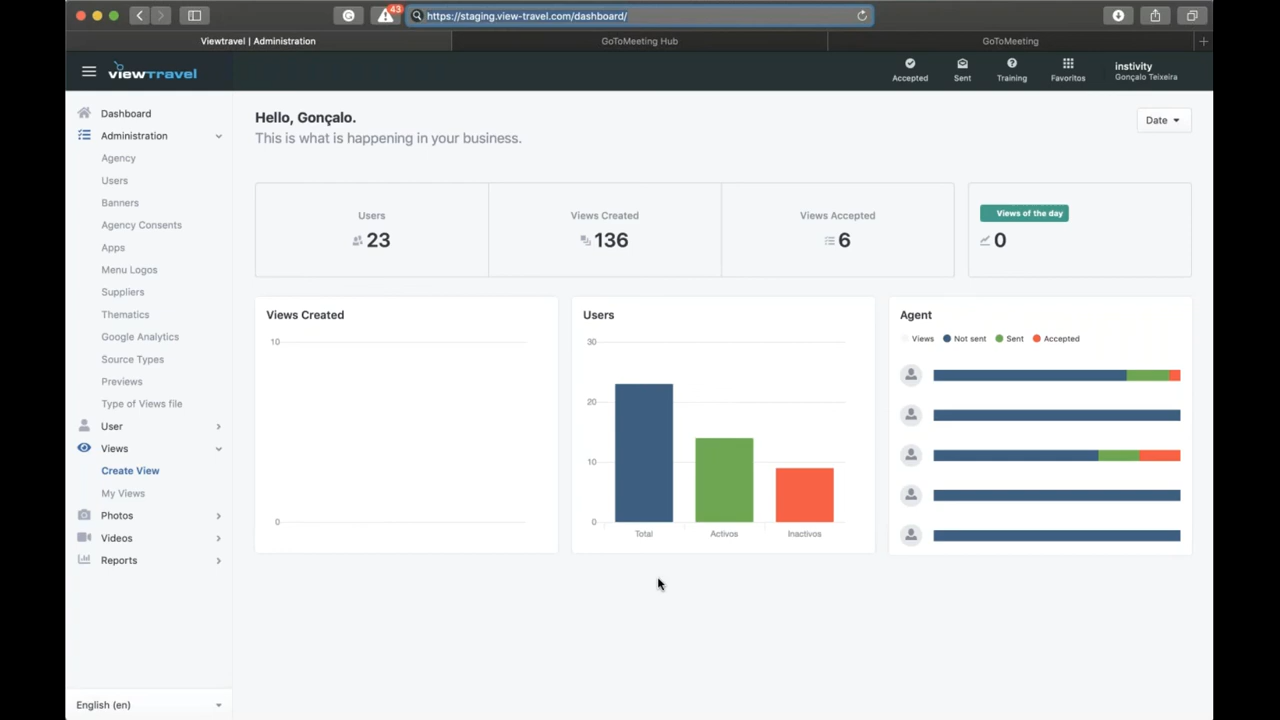 43
https://staging.view-travel.com/dashboard/
Viewtravel | Administration
GoToMeeting Hub
GoToMeeting
viewtravel
Accepted
Sent
Training
Favoritos
instivity
Gonçalo Teixeira
Dashboard
Administration
Agency
Users
Banners
Agency Consents
Apps
Menu Logos
Suppliers
Thematics
Google Analytics
Source Types
Previews
Type of Views file
User
Views
Create View
My Views
Photos
Videos
Reports
English (en)
Hello, Gonçalo.
This is what is happening in your business.
Date
Users
23
Views Created
136
Views Accepted
6
Views of the day
0
Views Created
10
0
Users
30
20
10
0
Total
Activos
Inactivos
Agent
Views
Not sent
Sent
Accepted